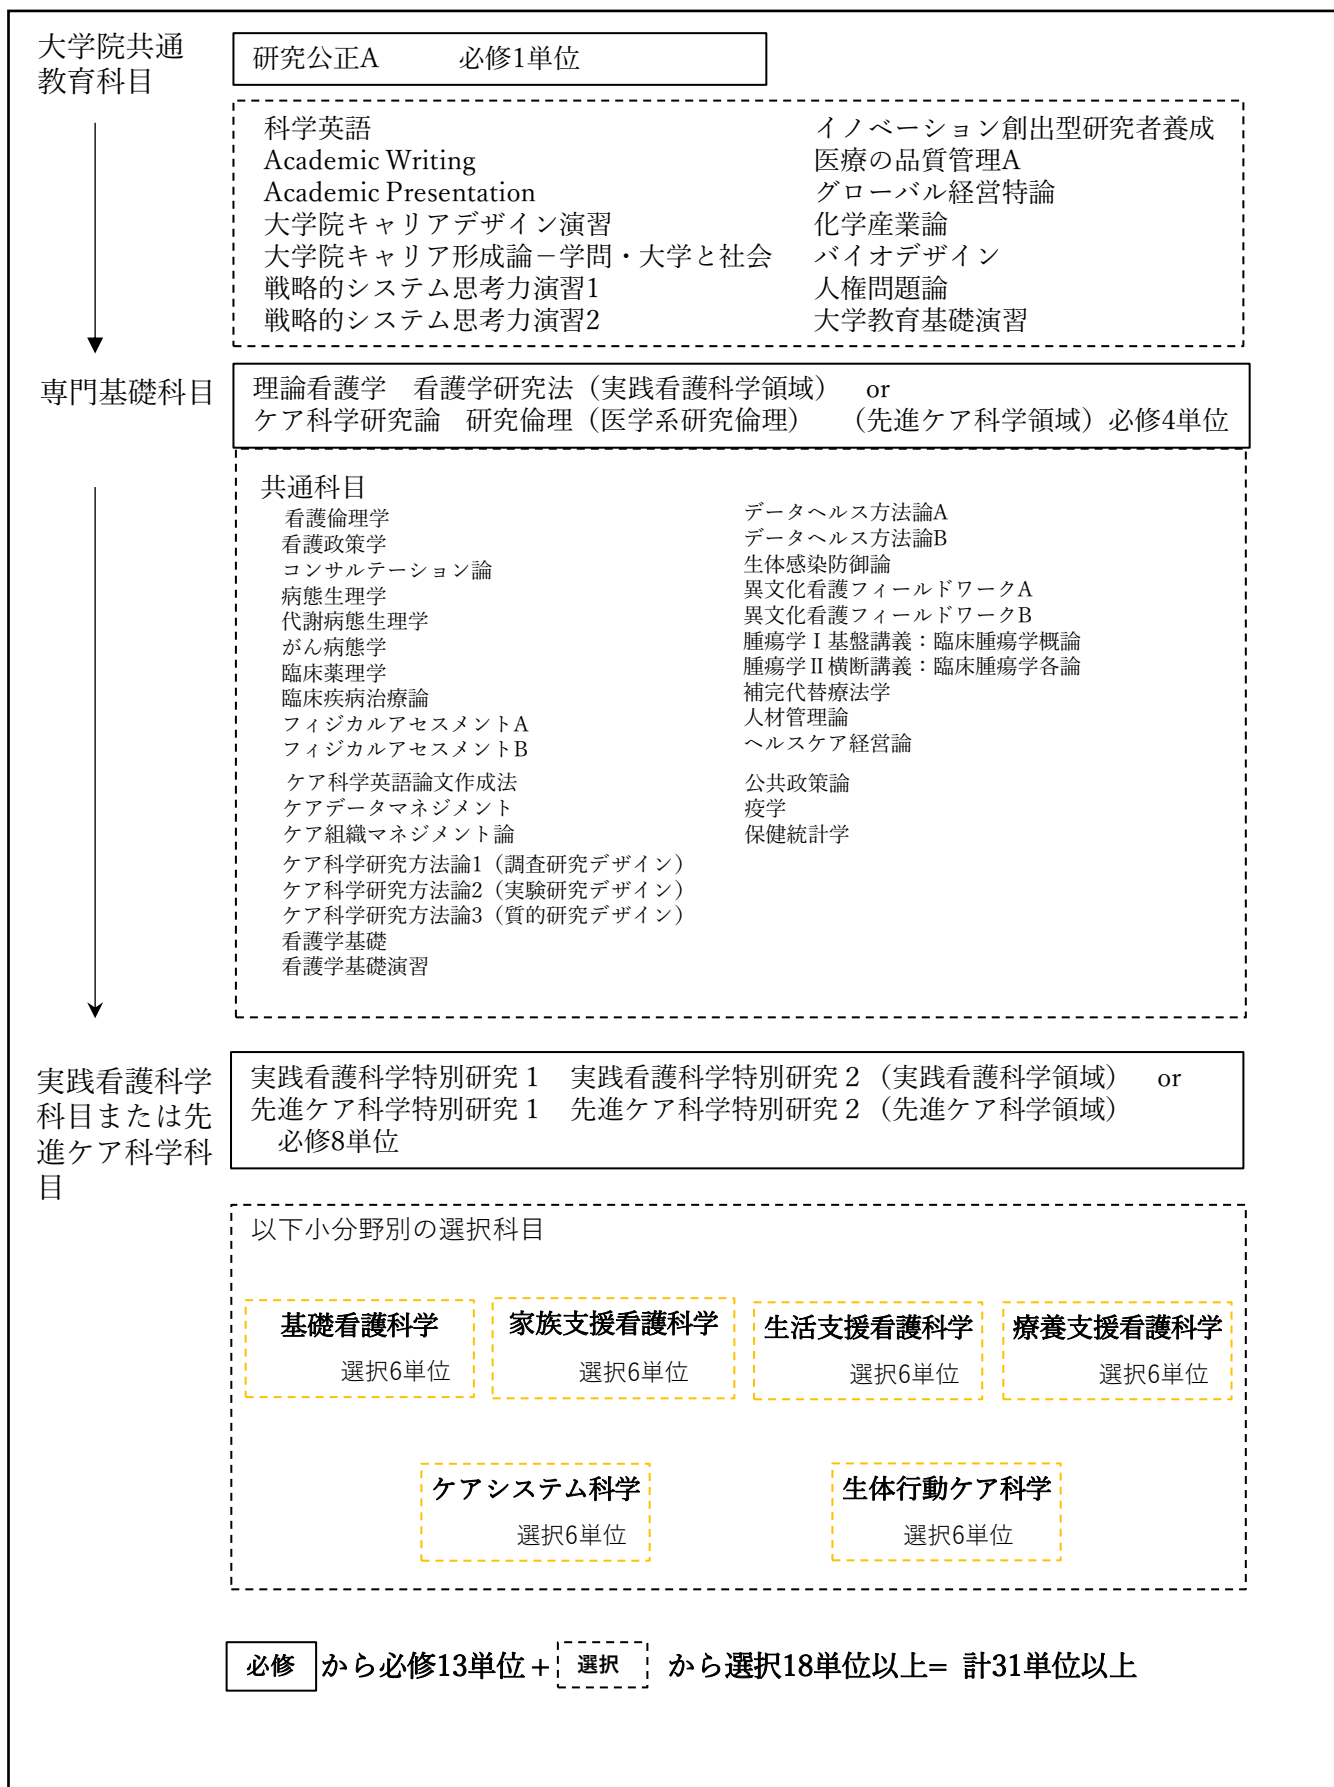 大学院共通
教育科目
研究公正A 必修1単位
科学英語
Academic Writing
Academic Presentation
大学院キャリアデザイン演習
大学院キャリア形成論－学問・大学と社会
戦略的システム思考力演習1
戦略的システム思考力演習2
イノベーション創出型研究者養成
医療の品質管理A
グローバル経営特論
化学産業論
バイオデザイン
人権問題論
大学教育基礎演習
専門基礎科目
理論看護学 看護学研究法（実践看護科学領域） or
ケア科学研究論 研究倫理（医学系研究倫理） （先進ケア科学領域）必修4単位
共通科目
看護倫理学
看護政策学
コンサルテーション論
病態生理学
代謝病態生理学
がん病態学
臨床薬理学
臨床疾病治療論
フィジカルアセスメントA
フィジカルアセスメントB
ケア科学英語論文作成法
ケアデータマネジメント
ケア組織マネジメント論
ケア科学研究方法論1（調査研究デザイン）
ケア科学研究方法論2（実験研究デザイン）
ケア科学研究方法論3（質的研究デザイン）
看護学基礎
看護学基礎演習
データヘルス方法論A
データヘルス方法論B
生体感染防御論
異文化看護フィールドワークA
異文化看護フィールドワークB
腫瘍学Ⅰ基盤講義：臨床腫瘍学概論
腫瘍学Ⅱ横断講義：臨床腫瘍学各論
補完代替療法学
人材管理論
ヘルスケア経営論
公共政策論
疫学
保健統計学
実践看護科学
科目または先
進ケア科学科
目
実践看護科学特別研究１ 実践看護科学特別研究２（実践看護科学領域） or
先進ケア科学特別研究１ 先進ケア科学特別研究２（先進ケア科学領域）
必修8単位
以下小分野別の選択科目
基礎看護科学
選択6単位
家族支援看護科学
選択6単位
生活支援看護科学
選択6単位
療養支援看護科学
選択6単位
ケアシステム科学
選択6単位
生体行動ケア科学
選択6単位
必修 から必修13単位＋ 選択 から選択18単位以上= 計31単位以上